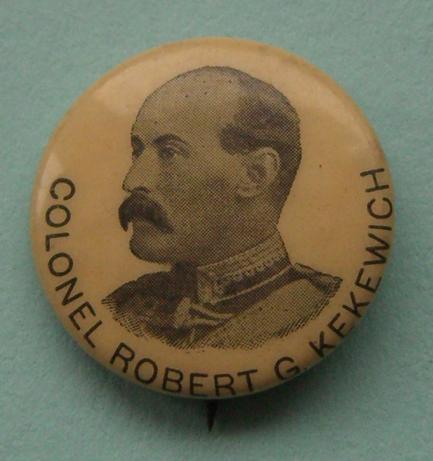 COLONEL ROBERT G. KEKEWICH